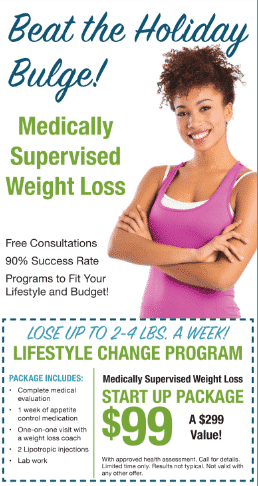 Beat the Holiday
Bulge!
Medically
Supervised
Weight Loss
Free Consultations
90% Success Rate
Programs to Fit Your
Lifestyle and Budget!
LOSE UP TO 2-4 LBS. A WEEK!
LIFESTYLE CHANGE PROGRAM
PACKAGE INCLUDES:
• Complete medical
evaluation
• 1 week of appetite
control medication
• One-on-one visit with
a weight loss coach
• 2 Lipotropic injections
• Lab work
Medically Supervised Weight Loss
START UP PACKAGE
$99
A $299
Value!
With approved health assessment. Call for details.
Limited time only. Results not typical. Not valid with
any other offer.